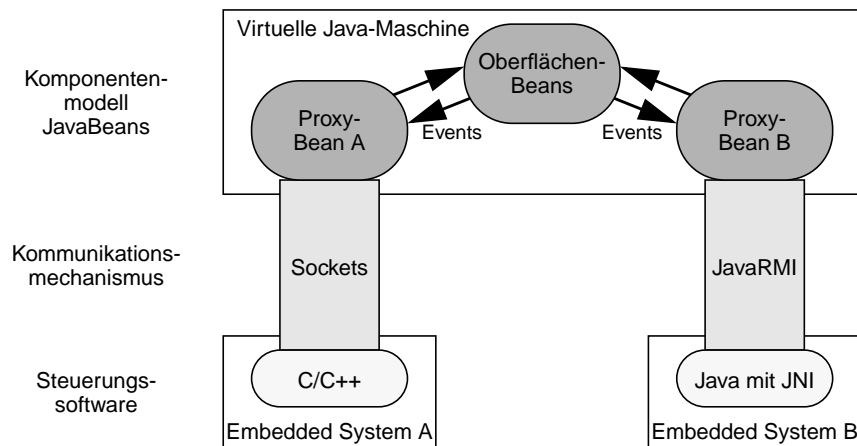 Virtuelle Java-Maschine
Komponenten-
modell
JavaBeans
Oberflächen-
Beans
Proxy-
Bean A
Events
Events
Proxy-
Bean B
Kommunikations-
mechanismus
Sockets
JavaRMI
Steuerungs-
software
C/C++
Java mit JNI
Embedded System A
Embedded System B